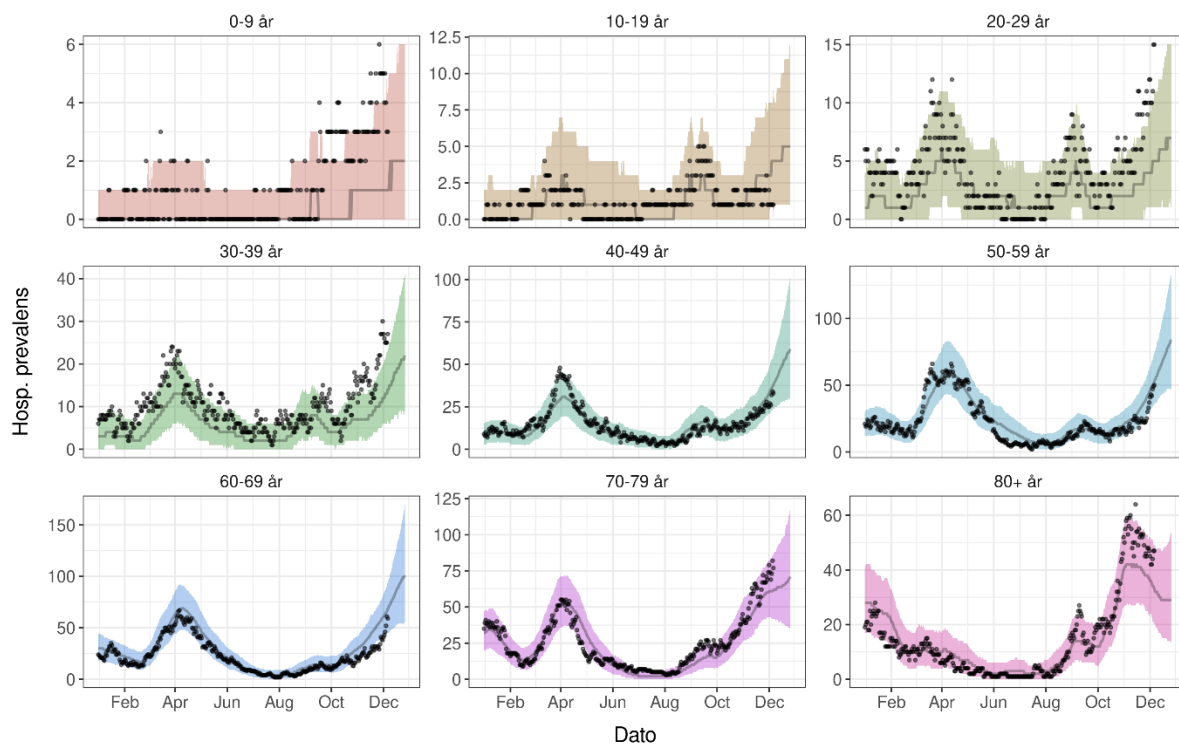 0-9 år
10-19 år
20-29 år
6
4
2
0
12.5
10.0
7.5
5.0
2.5
0.0
15
10
5
0
30-39 år
40-49 år
50-59 år
40
30
20
10
0
100
75
50
25
0
100
50
0
Hosp. prevalens
60-69 år
70-79 år
80+ år
150
100
50
0
125
100
75
50
25
0
60
40
20
0
Feb Apr Jun Aug Oct Dec
Feb Apr Jun Aug Oct Dec
Feb Apr Jun Aug Oct Dec
Dato